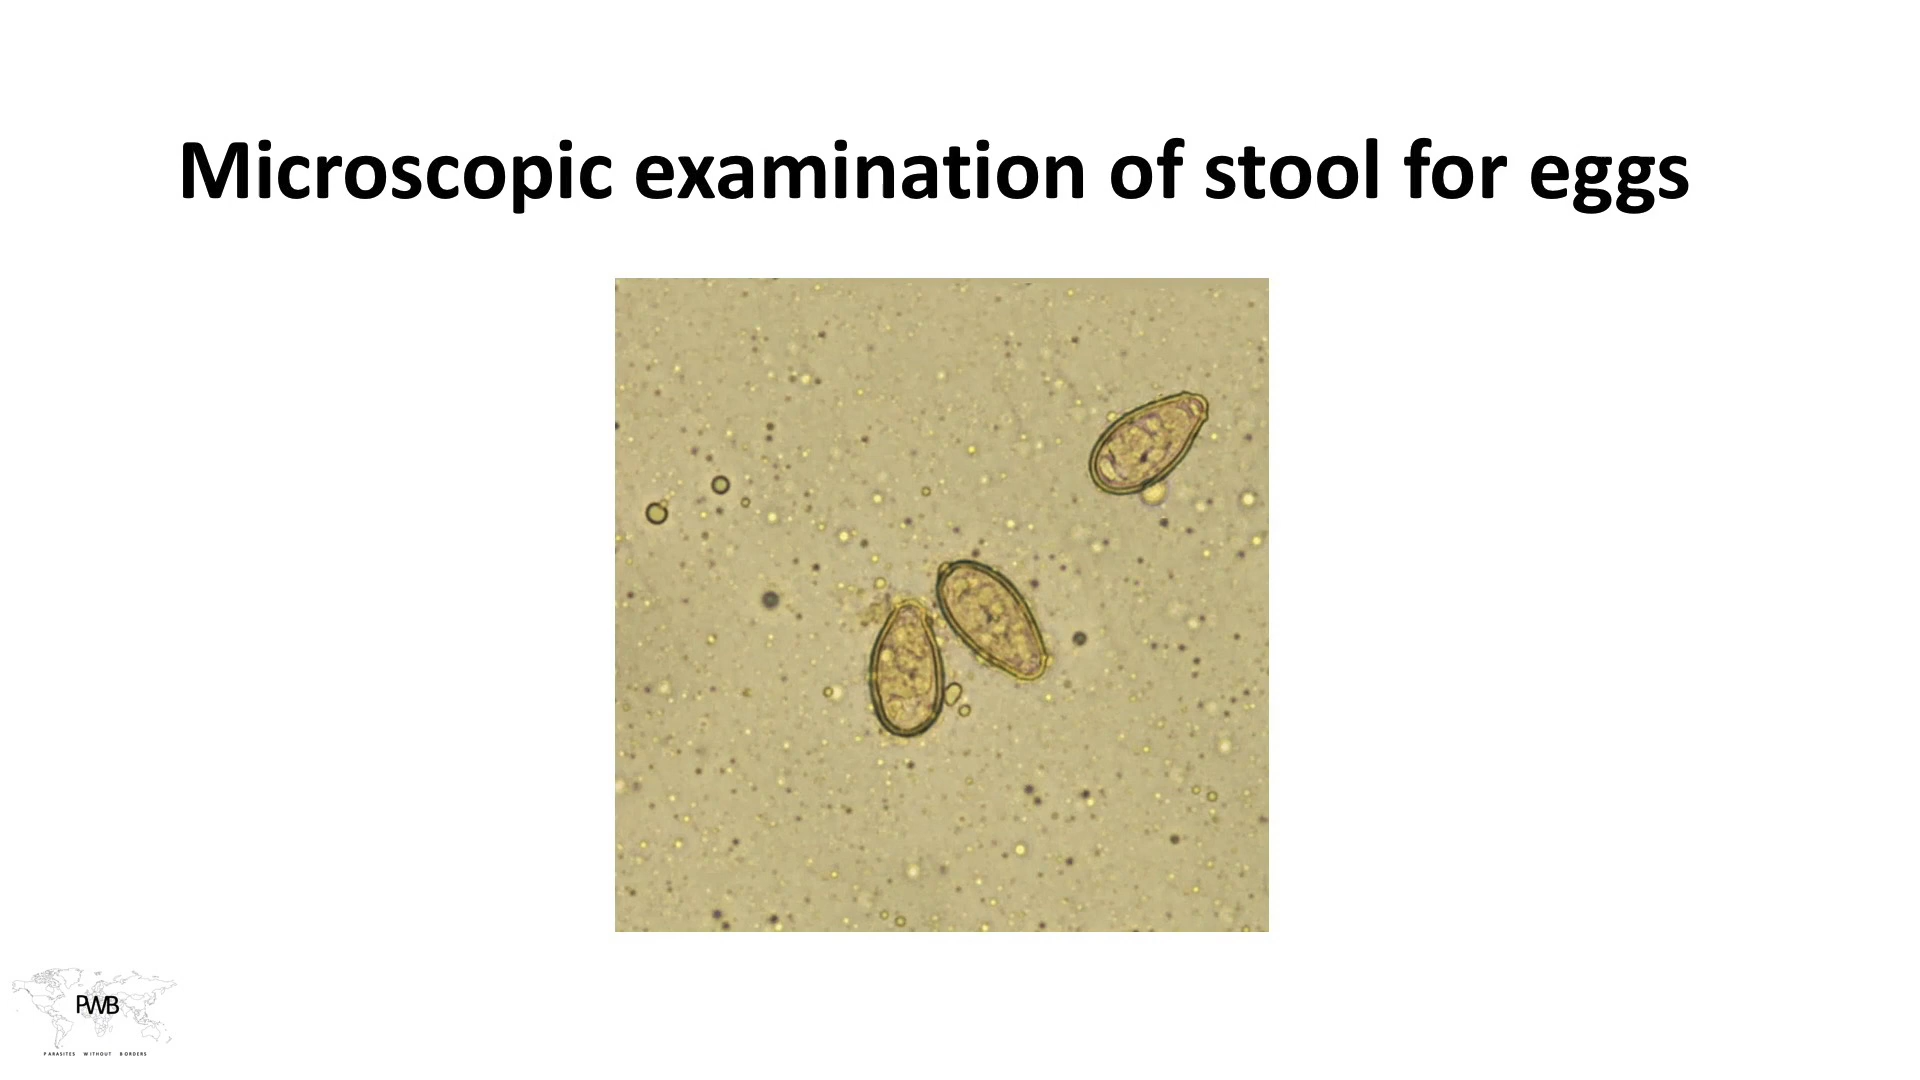 Microscopic examination of stool for eggs
PWB
PARASITES WITHOUT BORDERS